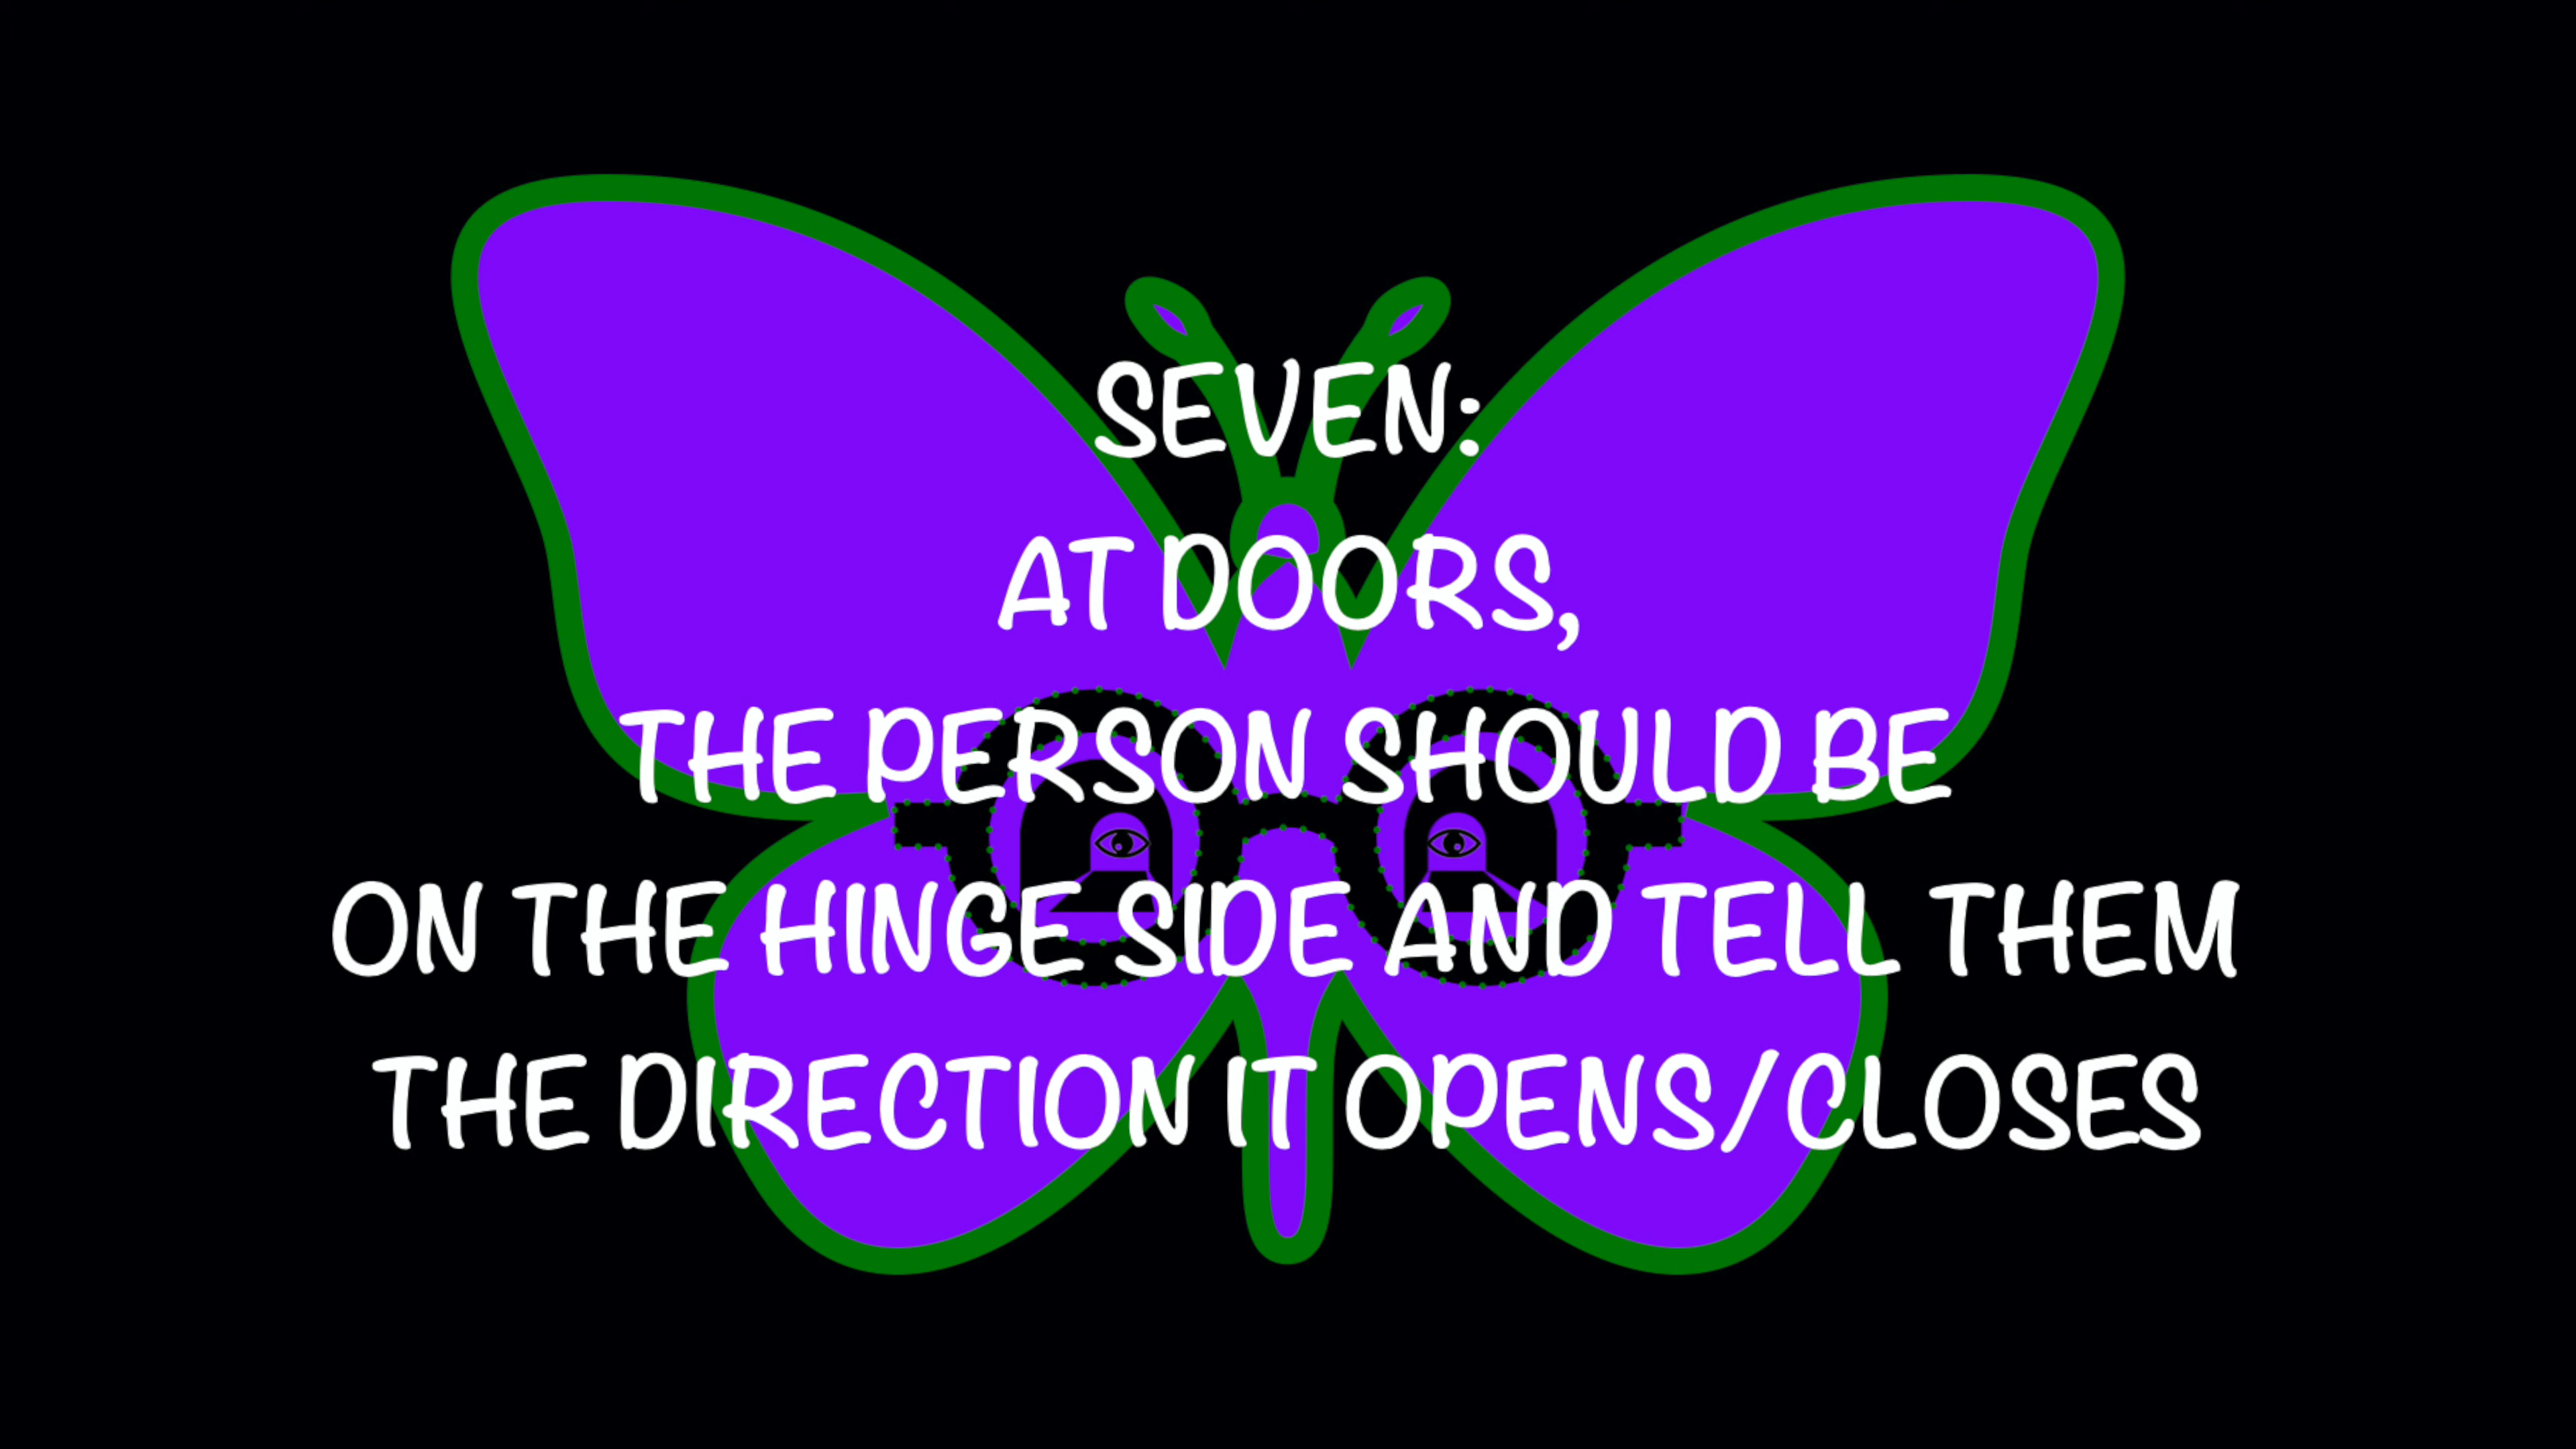 SEVEN:
AT DOORS,
THE PERSON SHOULD BE
ON THE HINGE SIDE AND TELL THEM
THE DIRECTION IT OPENS/CLOSES